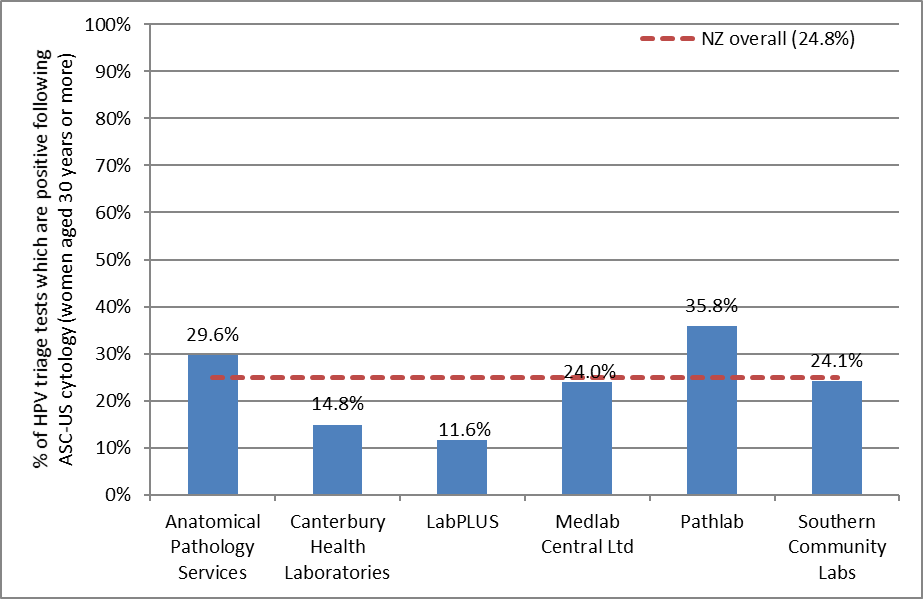 % of HPV triage tests which are positive following
ASC-US cytology (women aged 30 years or more)
100%
90%
80%
70%
60%
50%
40%
30%
20%
10%
0%
NZ overall (24.8%)
29.6%
14.8%
11.6%
24.0%
35.8%
24.1%
Anatomical
Pathology
Services
Canterbury
Health
Laboratories
LabPLUS
Medlab
Central Ltd
Pathlab
Southern
Community
Labs